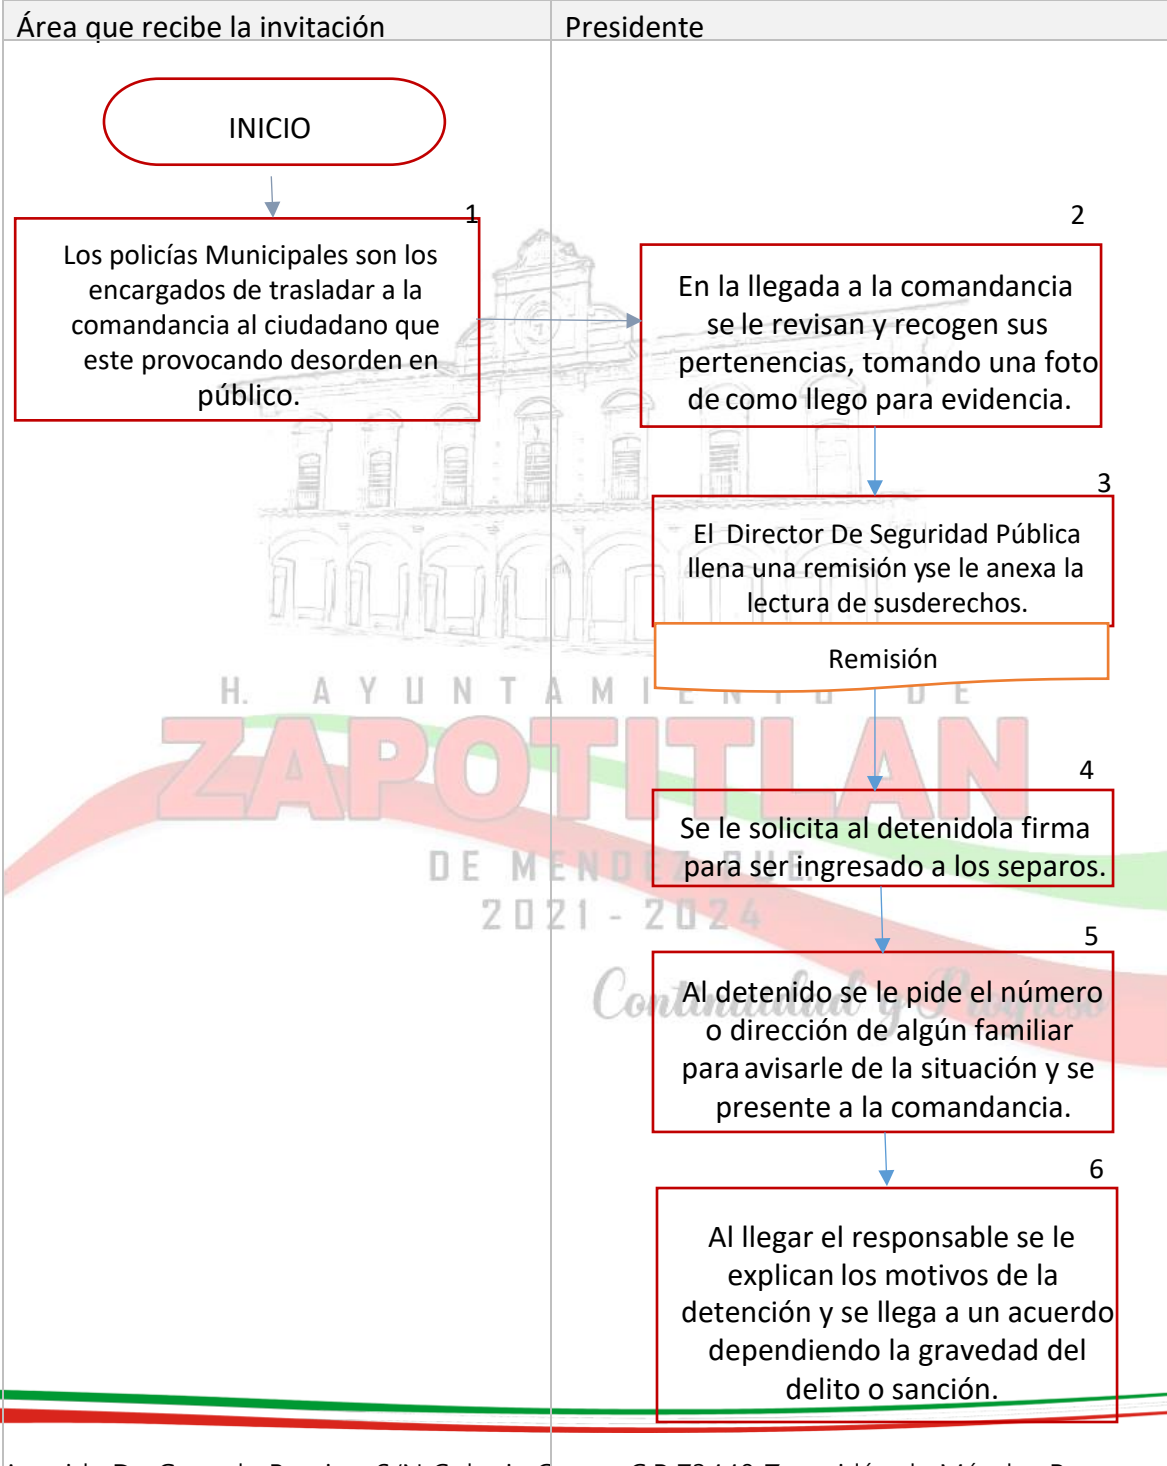 Área que recibe la invitación
Presidente
INICIO
1
Los policías Municipales son los
encargados de trasladar a la
comandancia al ciudadano que
este provocando desorden en
público.
2
En la llegada a la comandancia
se le revisan y recogen sus
pertenencias, tomando una foto
de como llego para evidencia.
3
El Director De Seguridad Pública
llena una remisión yse le anexa la
lectura de susderechos.
Remisión
4
Se le solicita al detenidola firma
para ser ingresado a los separos.
5
Al detenido se le pide el número
o dirección de algún familiar
para avisarle de la situación y se
presente a la comandancia.
6
Al llegar el responsable se le
explican los motivos de la
detención y se llega a un acuerdo
dependiendo la gravedad del
delito o sanción.
H. AYUNTAMIENTO DE
ZAPOTITLAN
DE MENDEZ PUE.
2021 - 2024
Continuidad y Progreso